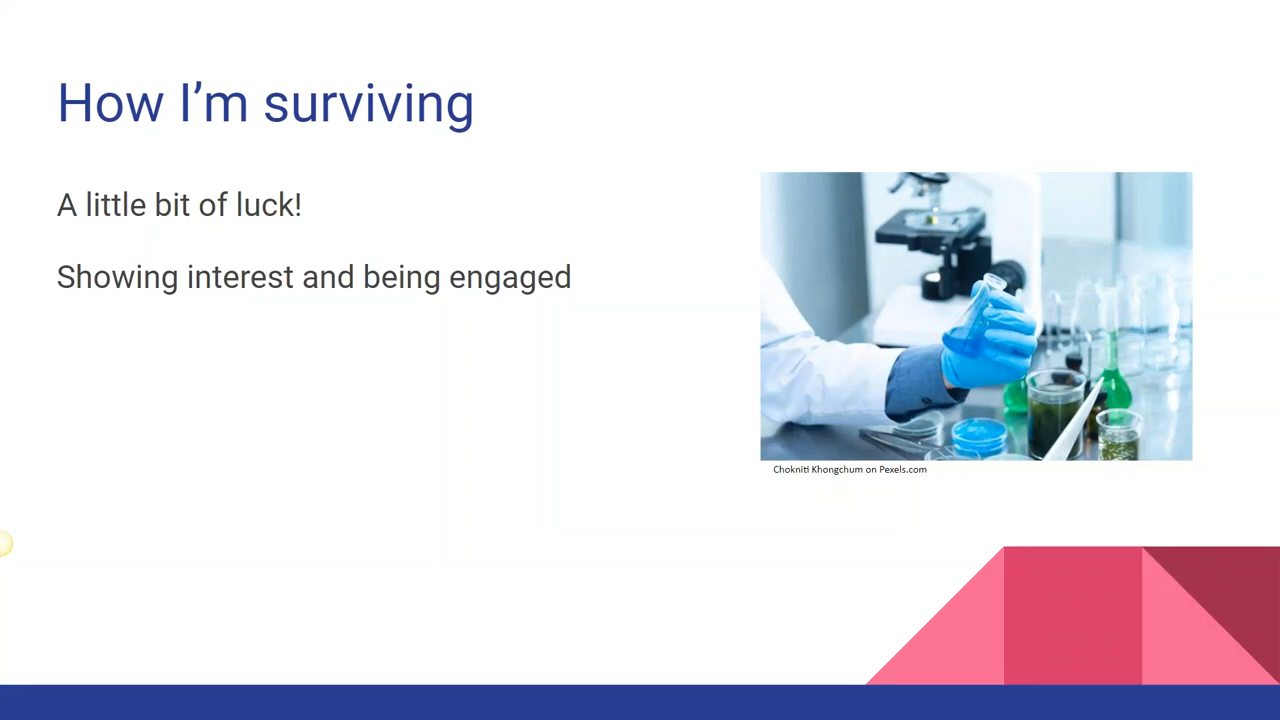 How I’m surviving
A little bit of luck!
Showing interest and being engaged
Chokniti Khongchum on Pexels.com